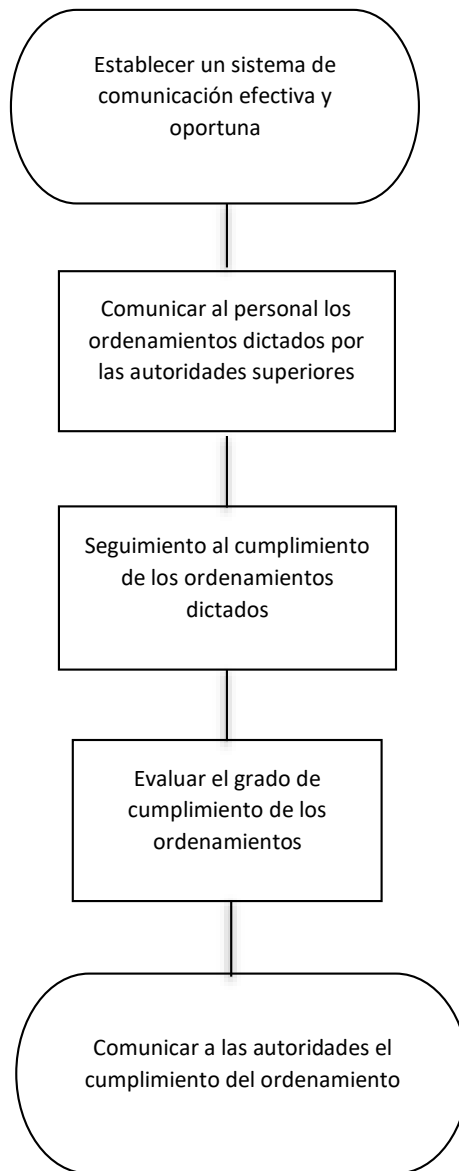 Establecer un sistema de
comunicación efectiva y
oportuna
Comunicar al personal los
ordenamientos dictados por
las autoridades superiores
Seguimiento al cumplimiento
de los ordenamientos
dictados
Evaluar el grado de
cumplimiento de los
ordenamientos
Comunicar a las autoridades el
cumplimiento del ordenamiento